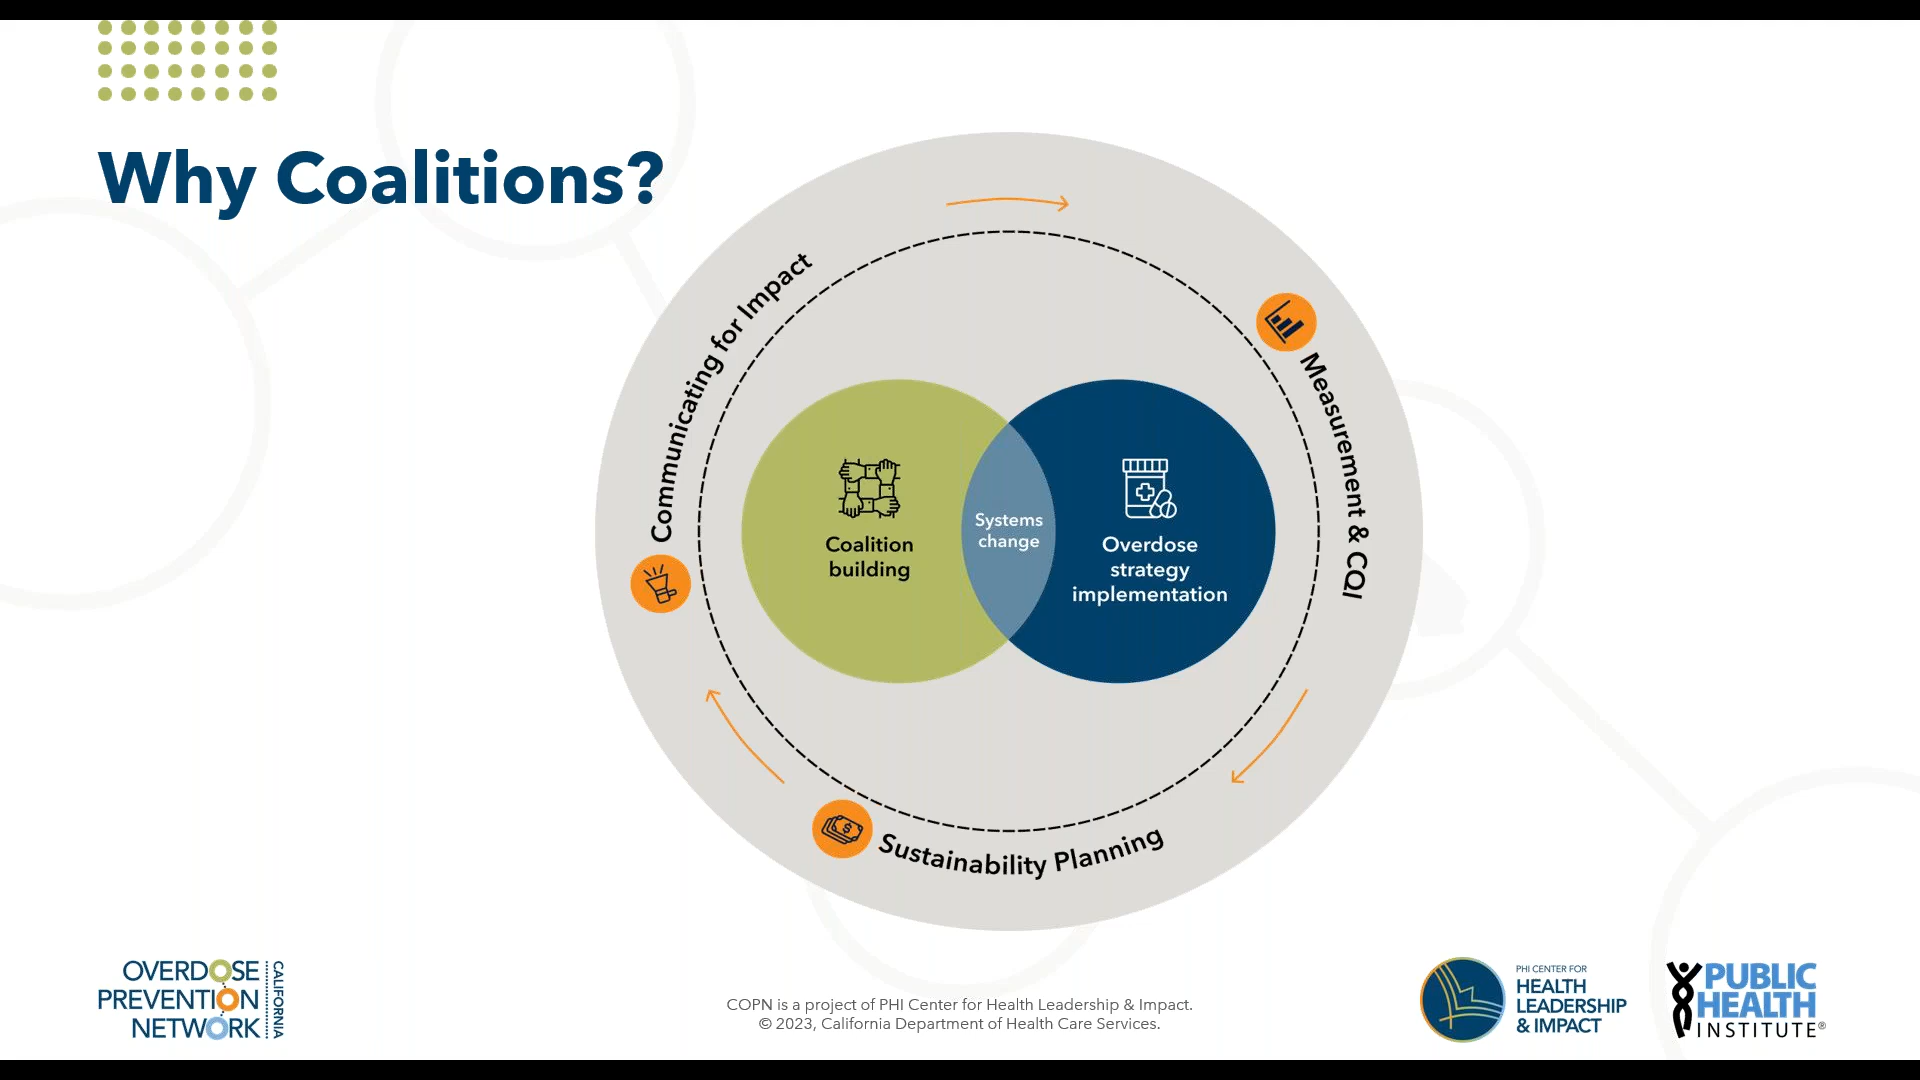 Why Coalitions?
Communicating for Impact
Measurement & CQI
Coalition
building
Systems
change
Overdose
strategy
implementation
Sustainability Planning
OVERDOSE
PREVENTION
NETWORK
CALIFORNIA
COPN is a project of PHI Center for Health Leadership & Impact.
© 2023, California Department of Health Care Services.
PHI CENTER FOR
HEALTH
LEADERSHIP
& IMPACT
PUBLIC
HEALTH
INSTITUTE®